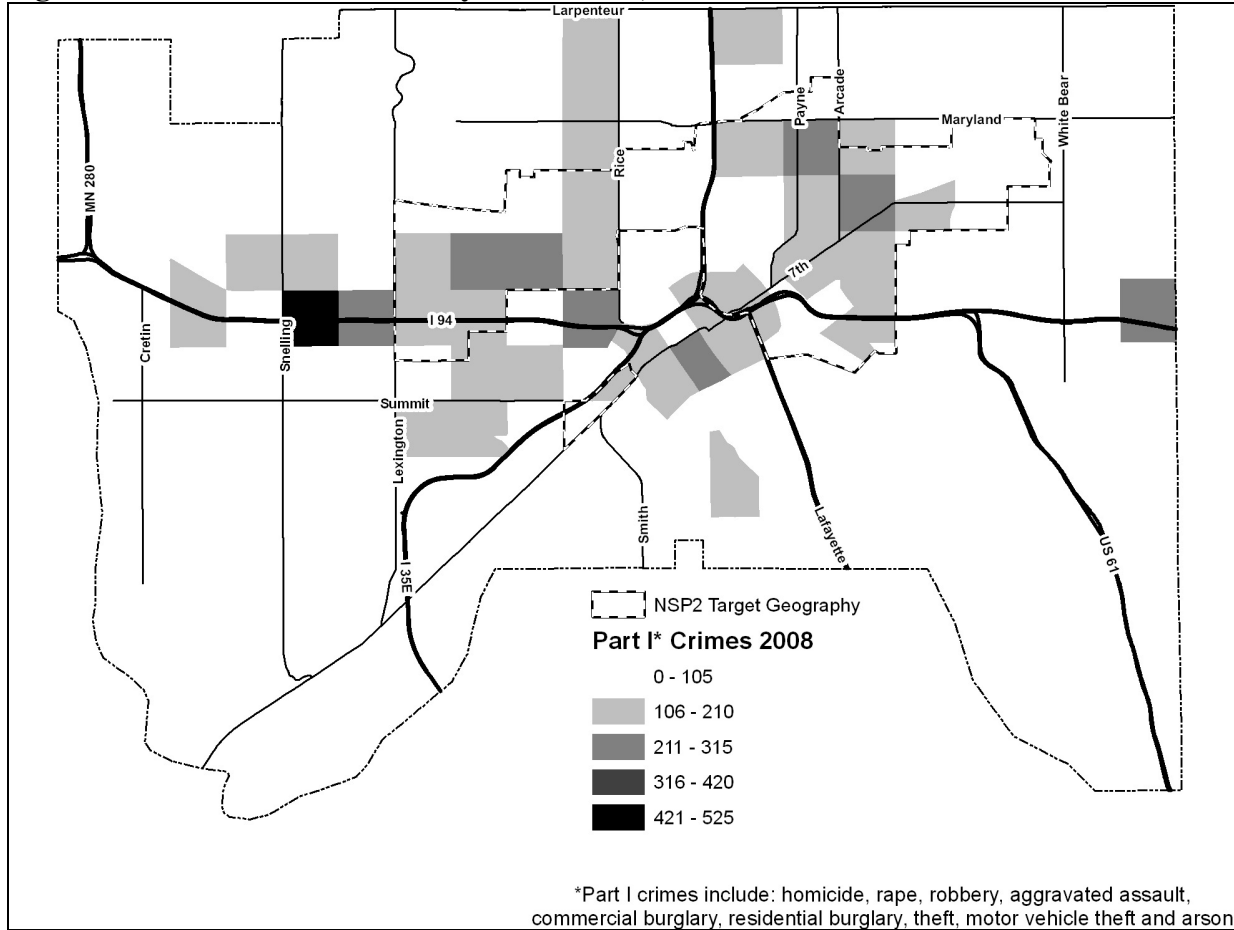 Larpenteur
Payne
Arcade
White Bear
Maryland
Rice
MN 280
7th
I 94
Cretin
Snelling
Summit
Lexington
Smith
Lafayette
I 35E
US 61
NSP2 Target Geography
Part I* Crimes 2008
0 - 105
106 - 210
211 - 315
316 - 420
421 - 525
*Part I crimes include: homicide, rape, robbery, aggravated assault,
commercial burglary, residential burglary, theft, motor vehicle theft and arson